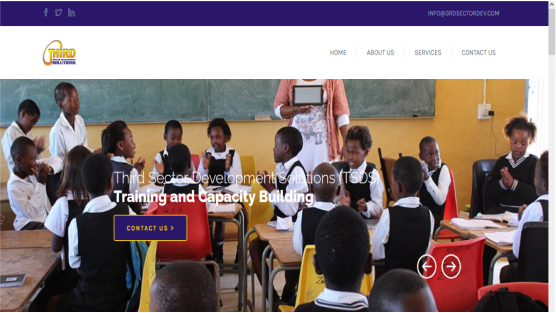 INFO@3RDSECTORDEV.COM
THIRD
SOLUTIONS
HOME ABOUT US SERVICES CONTACT US
Third Sector Development Solutions (TSDS)
Training and Capacity Building
CONTACT US >